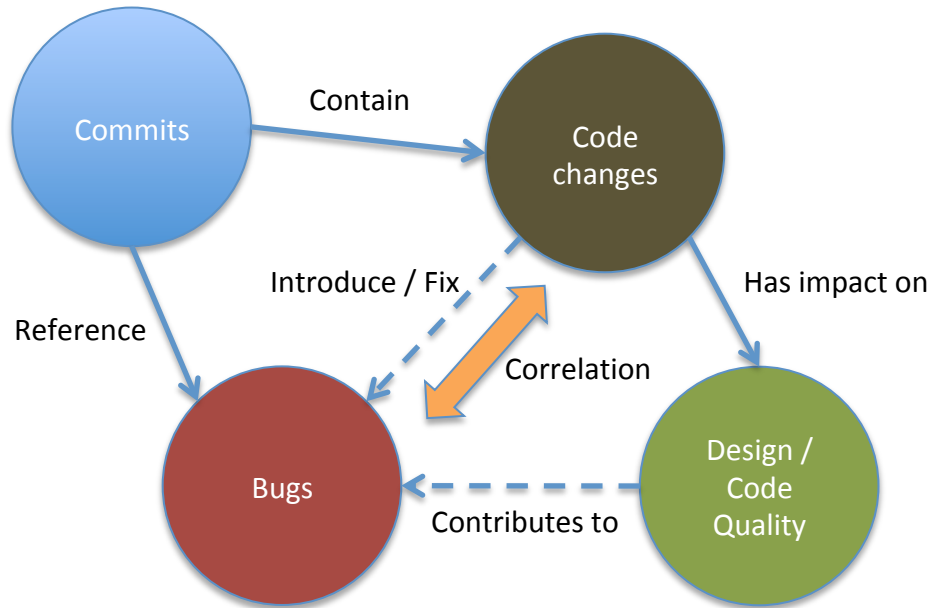 Commits
Contain
Code
changes
Introduce / Fix
Has impact on
Reference
Correlation
Bugs
Design /
Code
Quality
Contributes to